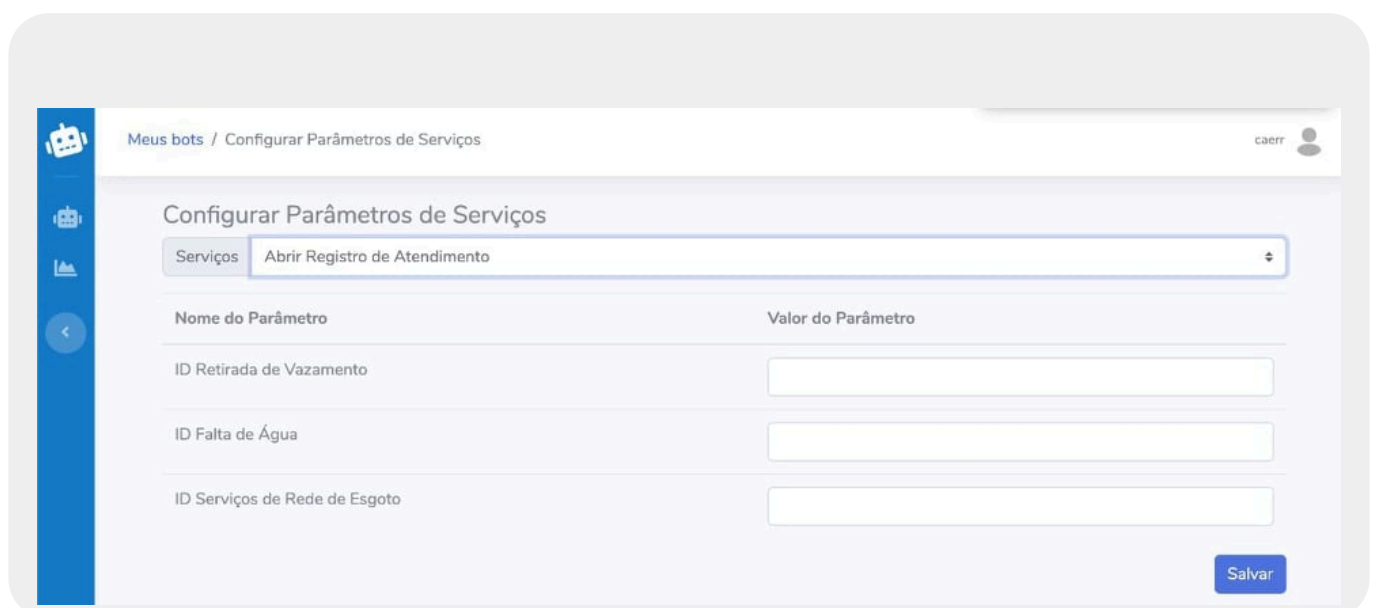 Meus bots / Configurar Parâmetros de Serviços
caerr
Configurar Parâmetros de Serviços
Serviços Abrir Registro de Atendimento
Nome do Parâmetro Valor do Parâmetro
ID Retirada de Vazamento
ID Falta de Água
ID Serviços de Rede de Esgoto
Salvar